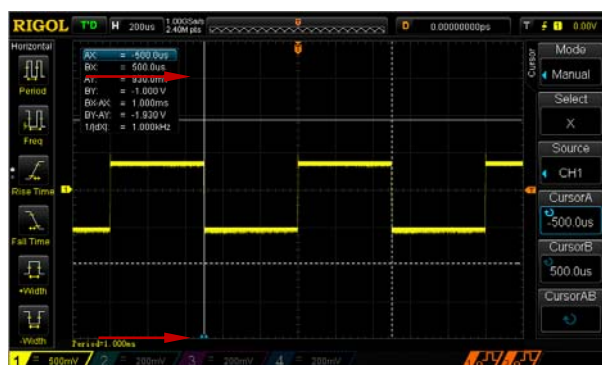 RIGOL T'D H 200us 1.00GSa/s 2.40M pts D 0.00000000ps T 1 0.00V
Horizontal
Period
Freq
Rise Time
Fall Time
+Width
-Width
AX: = -500.0us
BX: = 500.0us
AY: = 930.0mV
BY: = -1.000 V
BX-AX: = 1.000ms
BY-AY: = -1.930 V
1/|dX|: = 1.000kHz
T
1
T
Period=1.000ms
Cursor
Mode
Manual
Select
X
Source
CH1
CursorA
-500.0us
CursorB
500.0us
CursorAB
1 = 500mV 2 = 200mV 3 = 200mV 4 = 200mV